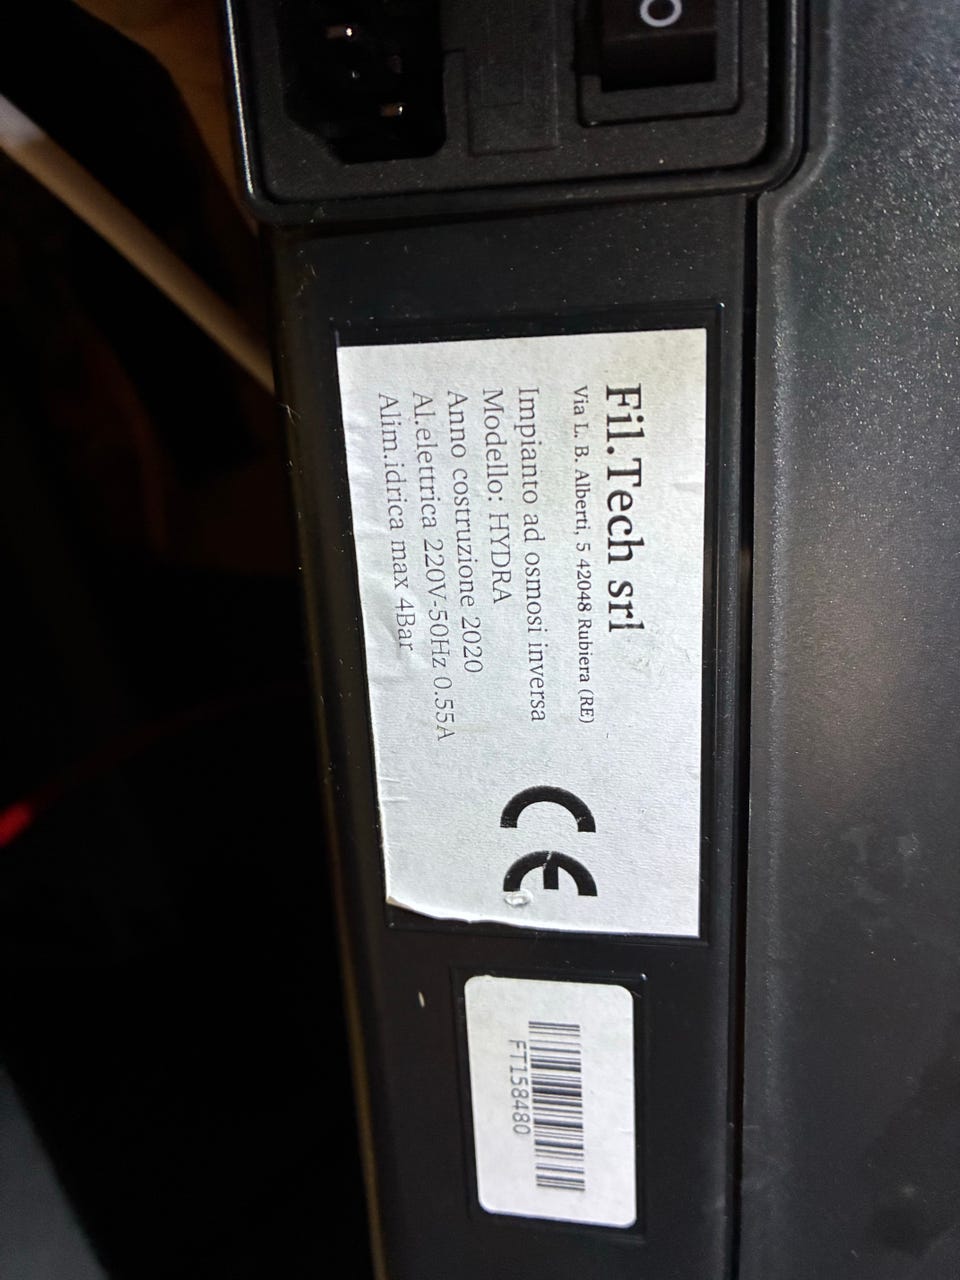 Fil.Tech srl
Via L. B. Alberti, 5 42048 Rubiera (RE)
Impianto ad osmosi inversa
Modello: HYDRA
Anno costruzione 2020
Al.elettrica 220V-50Hz 0.55A
Alim.idrica max 4Bar
CE
FT158480
O